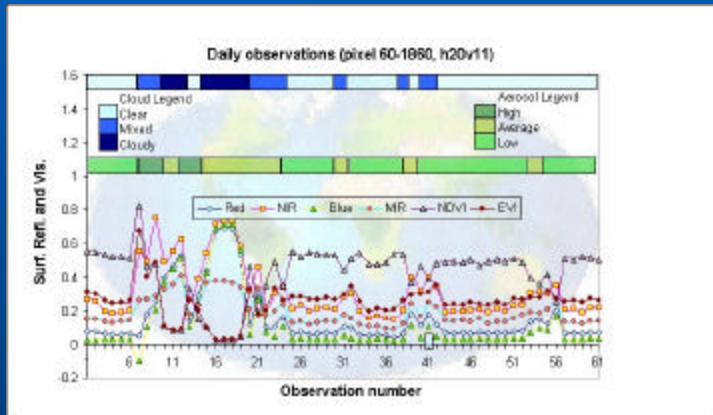 Daily observations (pixel 60-1860, h20v11)
1.6
1.4
1.2
1
0.8
0.6
0.4
0.2
0
0.2
Surf. Refl. and VIs.
Cloud Legend
Clear
Mixed
Cloudy
Aerosol Legend
High
Average
Low
Red NIR Blue MIR NDVI EVI
6 11 16 21 26 31 36 41 46 51 56 61
Observation number